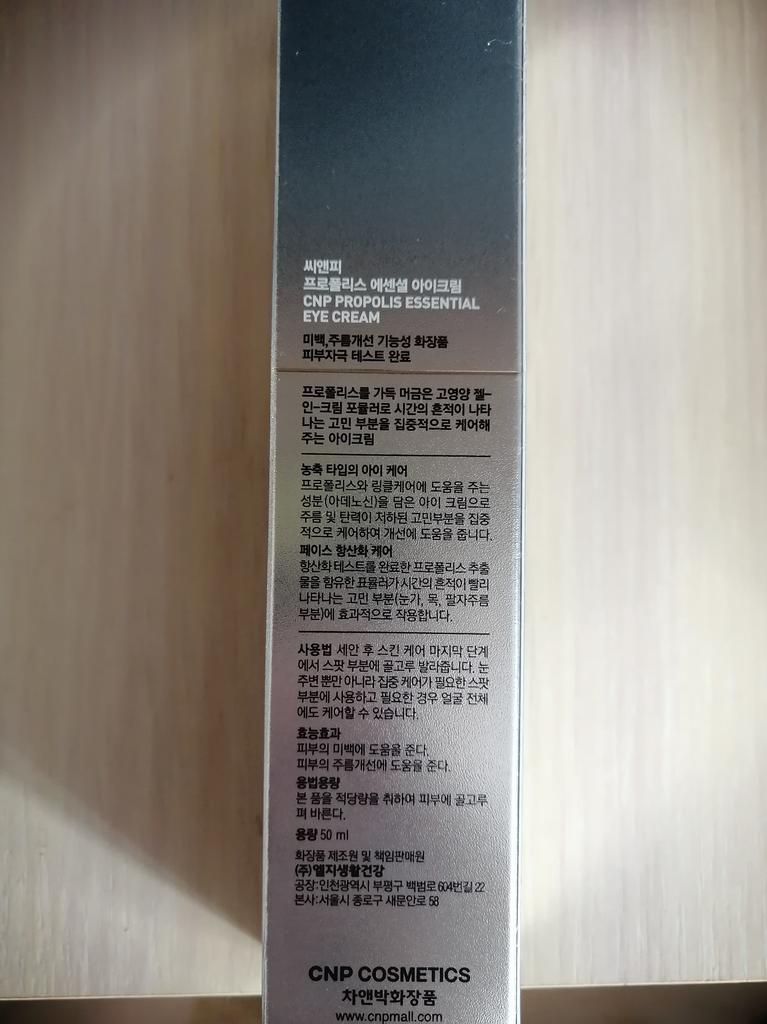 씨앤피
프로폴리스 에센셜 아이크림
CNP PROPOLIS ESSENTIAL
EYE CREAM
미백,주름개선 기능성 화장품
피부자극 테스트 완료
프로폴리스를 가득 머금은 고영양 젤-
인-크림 포뮬러로 시간의 흔적이 나타
나는 고민 부분을 집중적으로 케어해
주는 아이크림
농축 타입의 아이 케어
프로폴리스와 링클케어에 도움을 주는
성분(아데노신)을 담은 아이 크림으로
주름 및 탄력이 저하된 고민부분을 집중
적으로 케어하여 개선에 도움을 줍니다.
페이스 항산화 케어
항산화 테스트를 완료한 프로폴리스 추출
물을 함유한 포뮬러가 시간의 흔적이 빨리
나타나는 고민 부분(눈가, 목, 팔자주름
부분)에 효과적으로 작용합니다.
사용법 세안 후 스킨 케어 마지막 단계
에서 스팟 부분에 골고루 발라줍니다. 눈
주변 뿐만 아니라 집중 케어가 필요한 스팟
부분에 사용하고 필요한 경우 얼굴 전체
에도 케어할 수 있습니다.
효능효과
피부의 미백에 도움을 준다.
피부의 주름개선에 도움을 준다.
용법용량
본 품을 적당량을 취하여 피부에 골고루
펴 바른다.
용량 50 ml
화장품 제조원 및 책임판매원
(주)엘지생활건강
공장:인천광역시 부평구 백범로 604번길 22
본사:서울시 종로구 새문안로 58
CNP COSMETICS
차앤박화장품
www.cnpmall.com